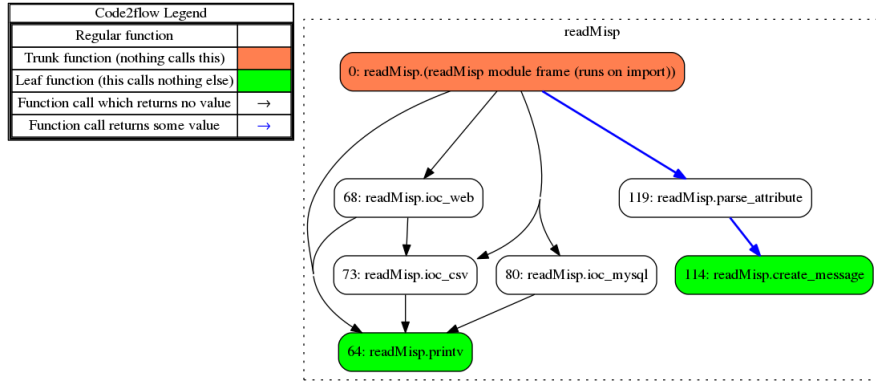 Code2flow Legend
Regular function
Trunk function (nothing calls this)
Leaf function (this calls nothing else)
Function call which returns no value →
Function call returns some value →
readMisp
0: readMisp.(readMisp module frame (runs on import))
68: readMisp.ioc_web
119: readMisp.parse_attribute
73: readMisp.ioc_csv
80: readMisp.ioc_mysql
114: readMisp.create_message
64: readMisp.printv